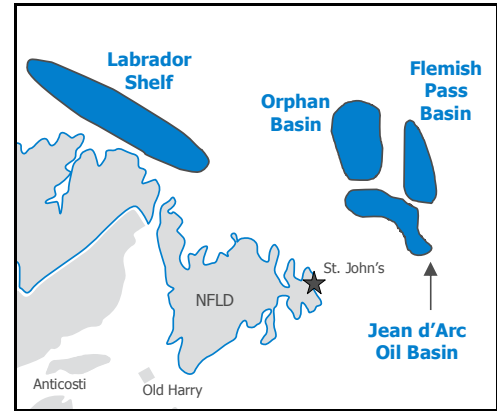 Labrador
Shelf
Orphan
Basin
Flemish
Pass
Basin
St. John's
NFLD
Jean d'Arc
Oil Basin
Anticosti
Old Harry